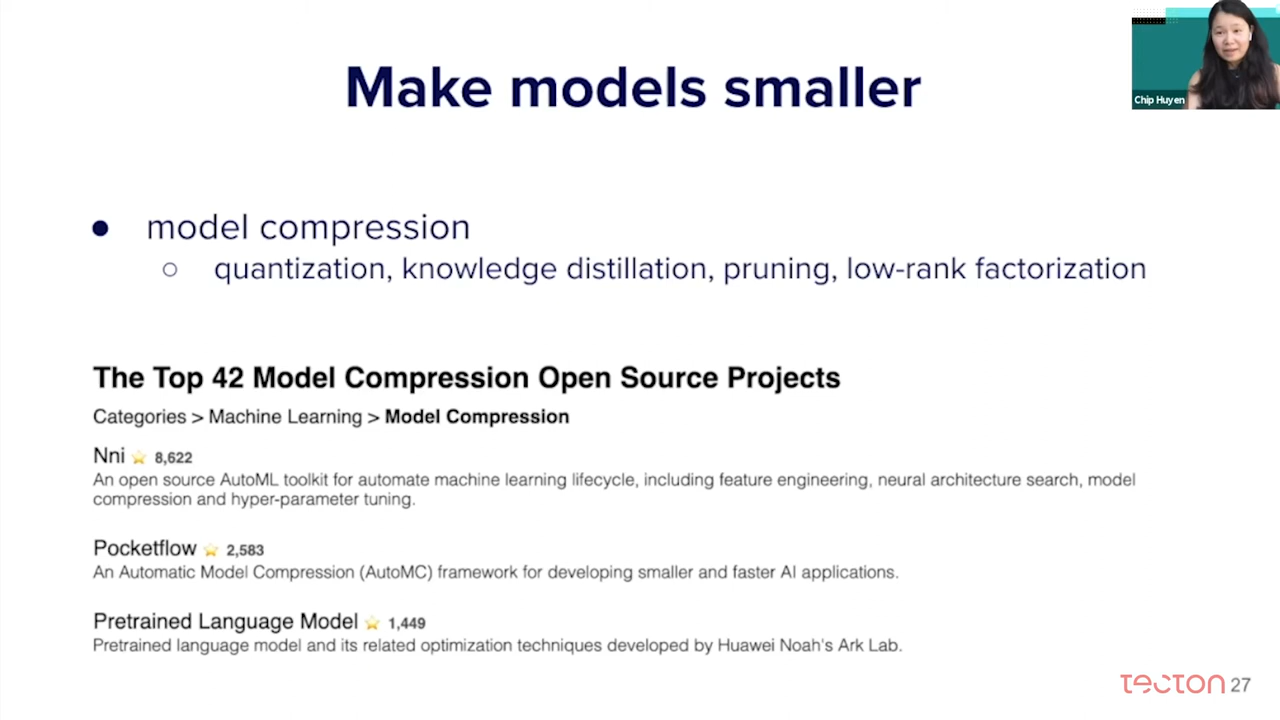 Make models smaller
Chip Huyen
● model compression
○ quantization, knowledge distillation, pruning, low-rank factorization
The Top 42 Model Compression Open Source Projects
Categories > Machine Learning > Model Compression
Nni ⭐ 8,622
An open source AutoML toolkit for automate machine learning lifecycle, including feature engineering, neural architecture search, model
compression and hyper-parameter tuning.
Pocketflow ⭐ 2,583
An Automatic Model Compression (AutoMC) framework for developing smaller and faster AI applications.
Pretrained Language Model ⭐ 1,449
Pretrained language model and its related optimization techniques developed by Huawei Noah's Ark Lab.
tecton 27